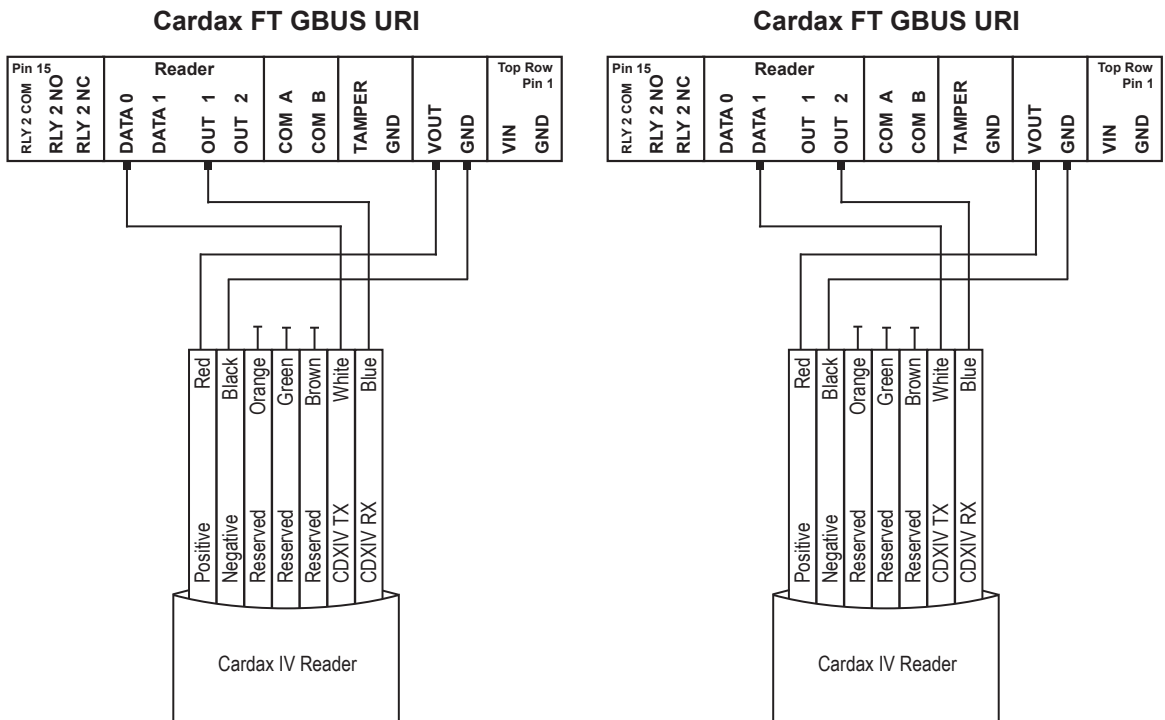 Cardax FT GBUS URI
Pin 15
Reader
Top Row
Pin 1
RLY 2 COM
RLY 2 NO
RLY 2 NC
DATA 0
DATA 1
OUT 1
OUT 2
COM A
COM B
TAMPER
GND
VOUT
GND
VIN
GND
Red
Black
Orange
Green
Brown
White
Blue
Positive
Negative
Reserved
Reserved
Reserved
CDXIV TX
CDXIV RX
Cardax IV Reader
Cardax FT GBUS URI
Pin 15
Reader
Top Row
Pin 1
RLY 2 COM
RLY 2 NO
RLY 2 NC
DATA 0
DATA 1
OUT 1
OUT 2
COM A
COM B
TAMPER
GND
VOUT
GND
VIN
GND
Red
Black
Orange
Green
Brown
White
Blue
Positive
Negative
Reserved
Reserved
Reserved
CDXIV TX
CDXIV RX
Cardax IV Reader